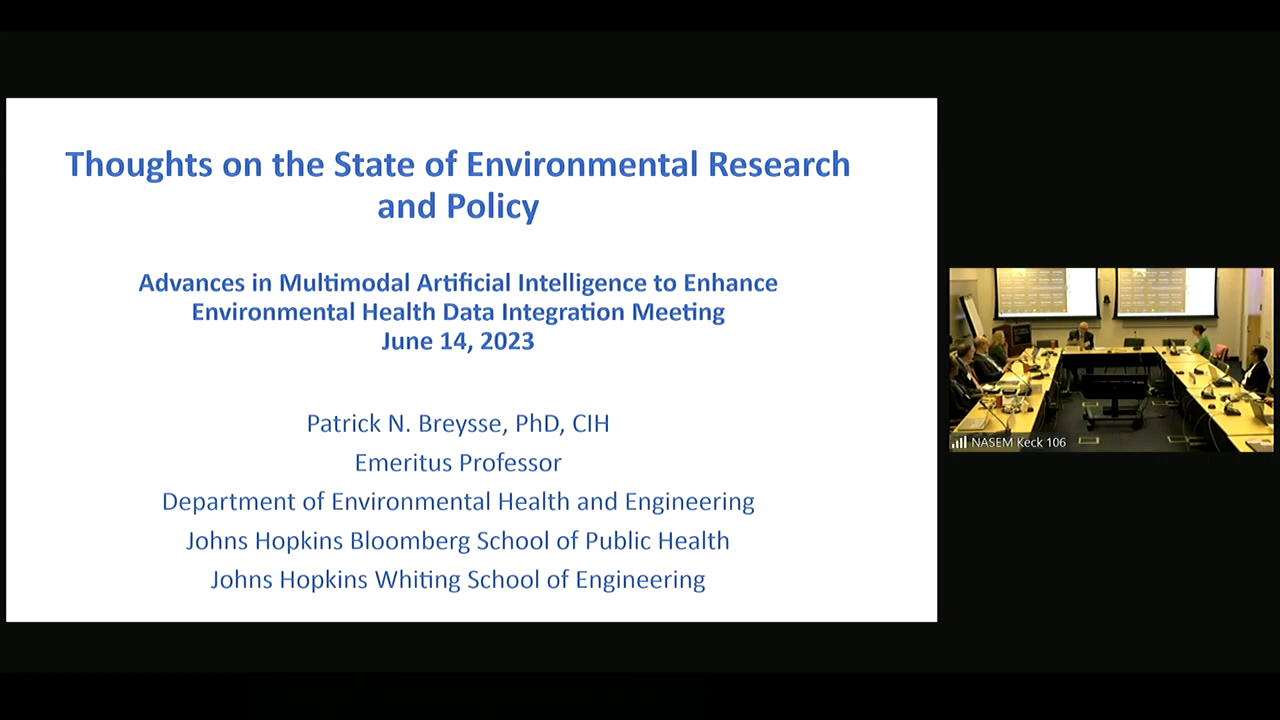 Thoughts on the State of Environmental Research
and Policy
Advances in Multimodal Artificial Intelligence to Enhance
Environmental Health Data Integration Meeting
June 14, 2023
Patrick N. Breysse, PhD, CIH
Emeritus Professor
Department of Environmental Health and Engineering
Johns Hopkins Bloomberg School of Public Health
Johns Hopkins Whiting School of Engineering
NASEM Keck 106